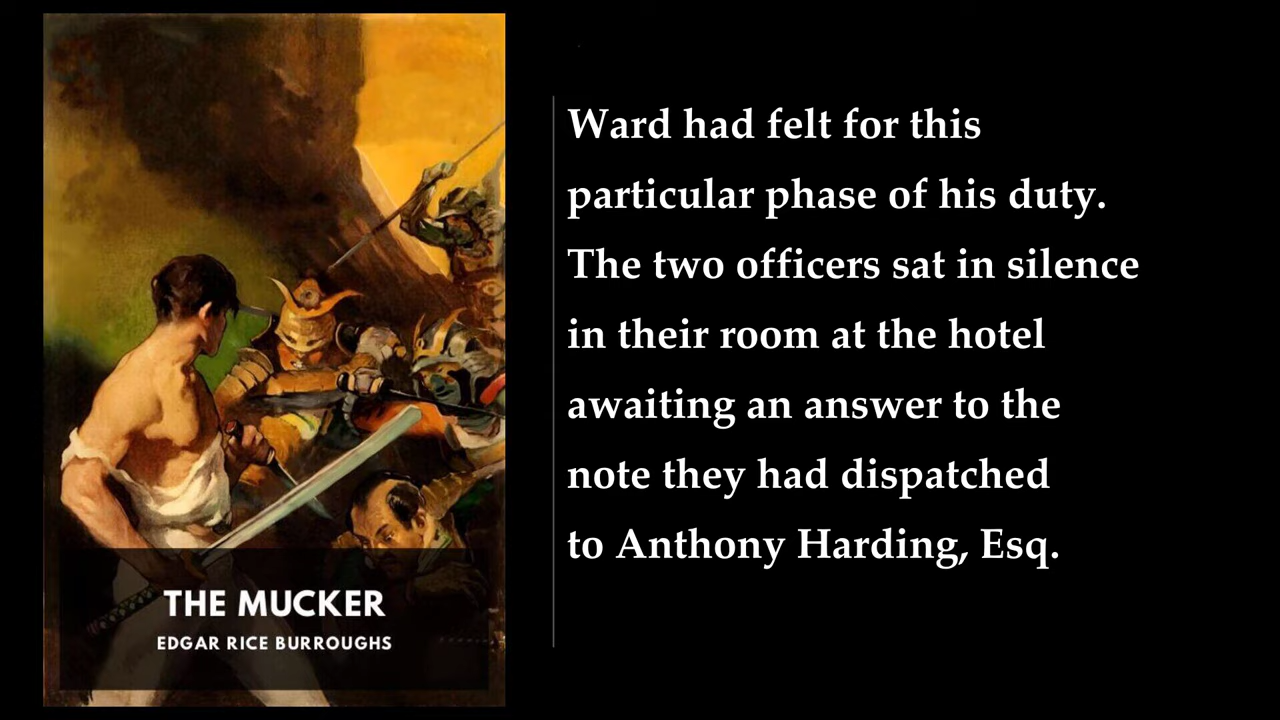 THE MUCKER
EDGAR RICE BURROUGHS
Ward had felt for this
particular phase of his duty.
The two officers sat in silence
in their room at the hotel
awaiting an answer to the
note they had dispatched
to Anthony Harding, Esq.